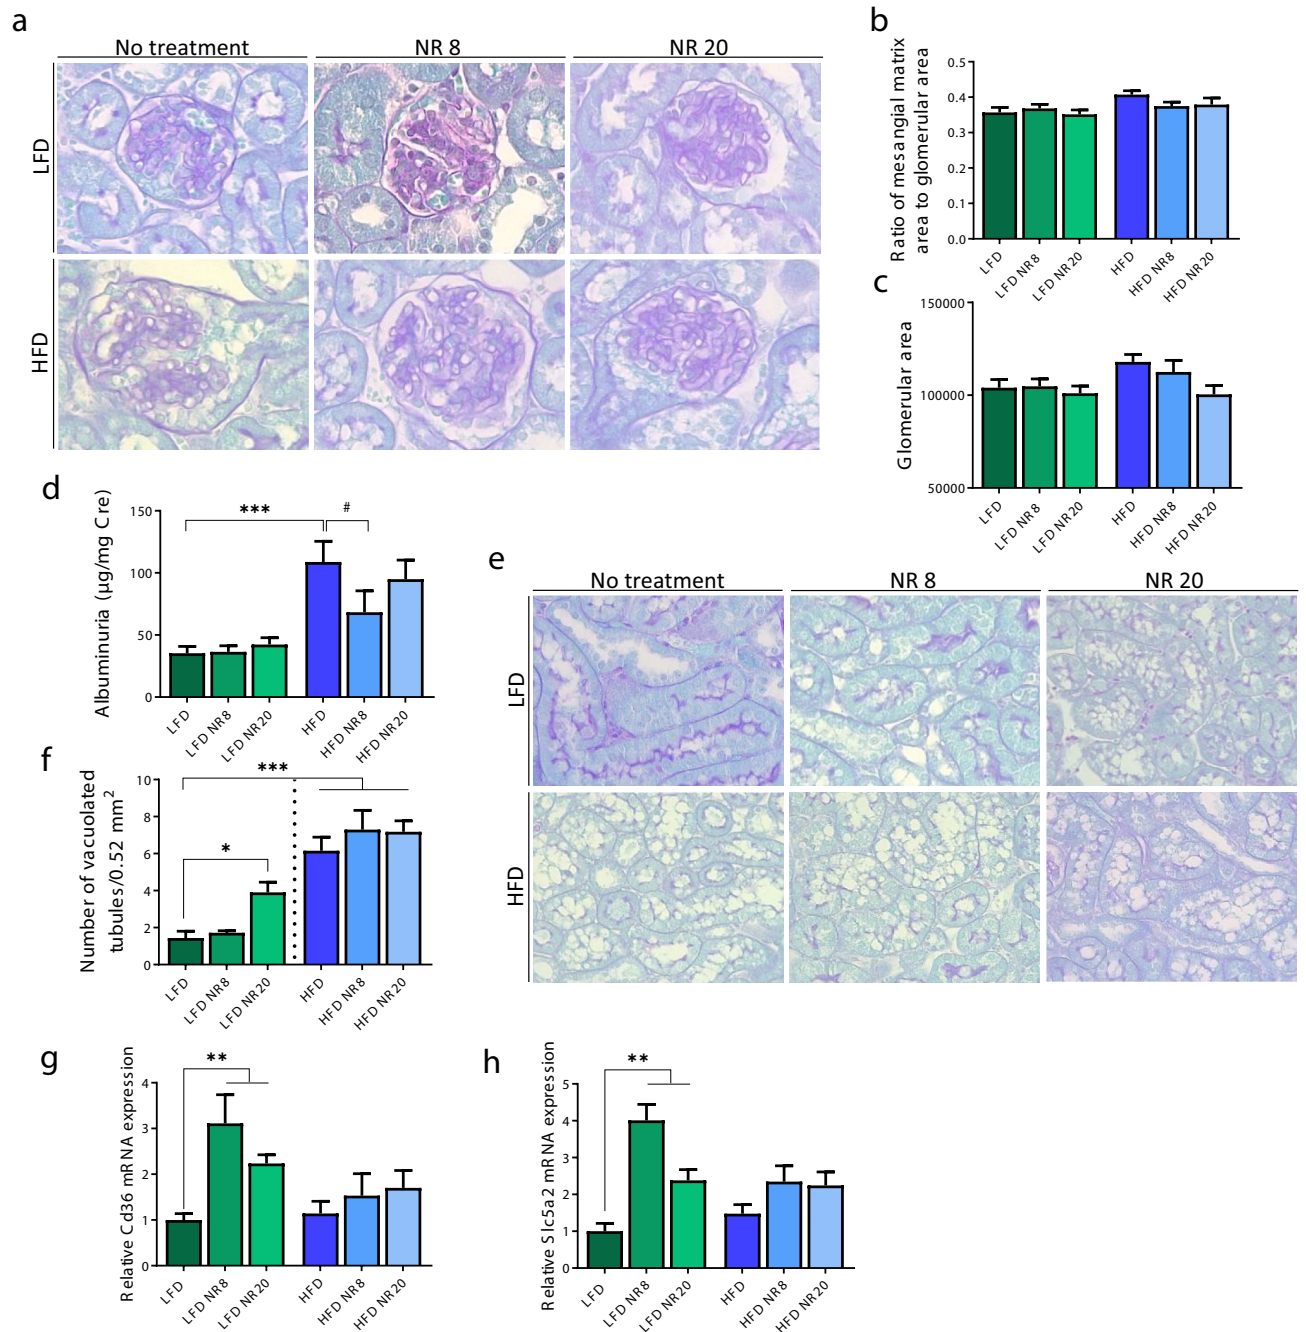 a
No treatment
NR 8
NR 20
LFD
HFD
b
Ratio of mesangial matrix
area to glomerular area
0.5
0.4
0.3
0.2
0.1
0.0
LFD
LFD NR8
LFD NR20
HFD
HFD NR8
HFD NR20
c
Glomerular area
150000
100000
50000
LFD
LFD NR8
LFD NR20
HFD
HFD NR8
HFD NR20
d
Albuminuria (µg/mg Cre)
150
100
50
0
***
#
LFD
LFD NR8
LFD NR20
HFD
HFD NR8
HFD NR20
e
No treatment
NR 8
NR 20
LFD
HFD
f
Number of vacuolated
tubules/0.52 mm²
10
8
6
4
2
0
***
*
LFD
LFD NR8
LFD NR20
HFD
HFD NR8
HFD NR20
g
Relative Cd36 mRNA expression
4
3
2
1
0
**
LFD
LFD NR8
LFD NR20
HFD
HFD NR8
HFD NR20
h
Relative Slc5a2 mRNA expression
5
4
3
2
1
0
**
LFD
LFD NR8
LFD NR20
HFD
HFD NR8
HFD NR20